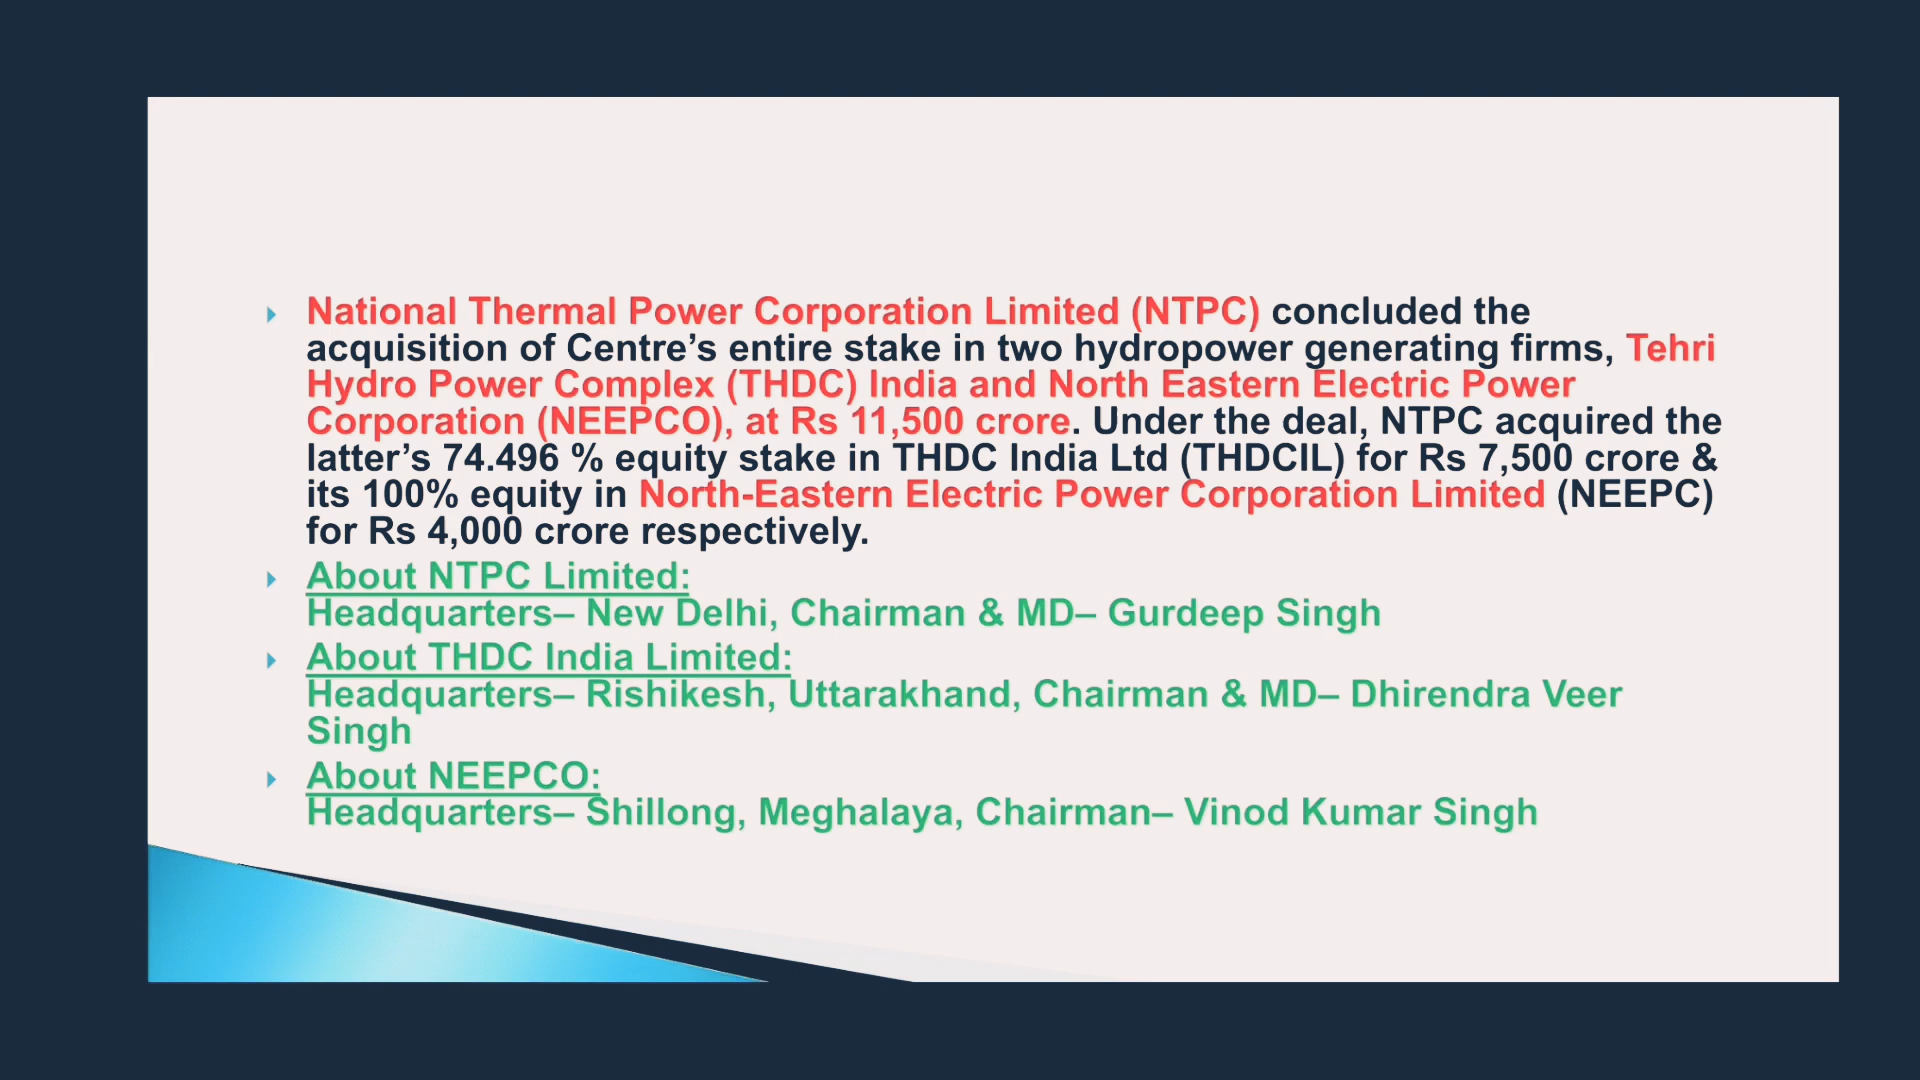 National Thermal Power Corporation Limited (NTPC) concluded the
acquisition of Centre’s entire stake in two hydropower generating firms, Tehri
Hydro Power Complex (THDC) India and North Eastern Electric Power
Corporation (NEEPCO), at Rs 11,500 crore. Under the deal, NTPC acquired the
latter’s 74.496 % equity stake in THDC India Ltd (THDCIL) for Rs 7,500 crore &
its 100% equity in North-Eastern Electric Power Corporation Limited (NEEPC)
for Rs 4,000 crore respectively.
About NTPC Limited:
Headquarters– New Delhi, Chairman & MD– Gurdeep Singh
About THDC India Limited:
Headquarters– Rishikesh, Uttarakhand, Chairman & MD– Dhirendra Veer
Singh
About NEEPCO:
Headquarters– Shillong, Meghalaya, Chairman– Vinod Kumar Singh